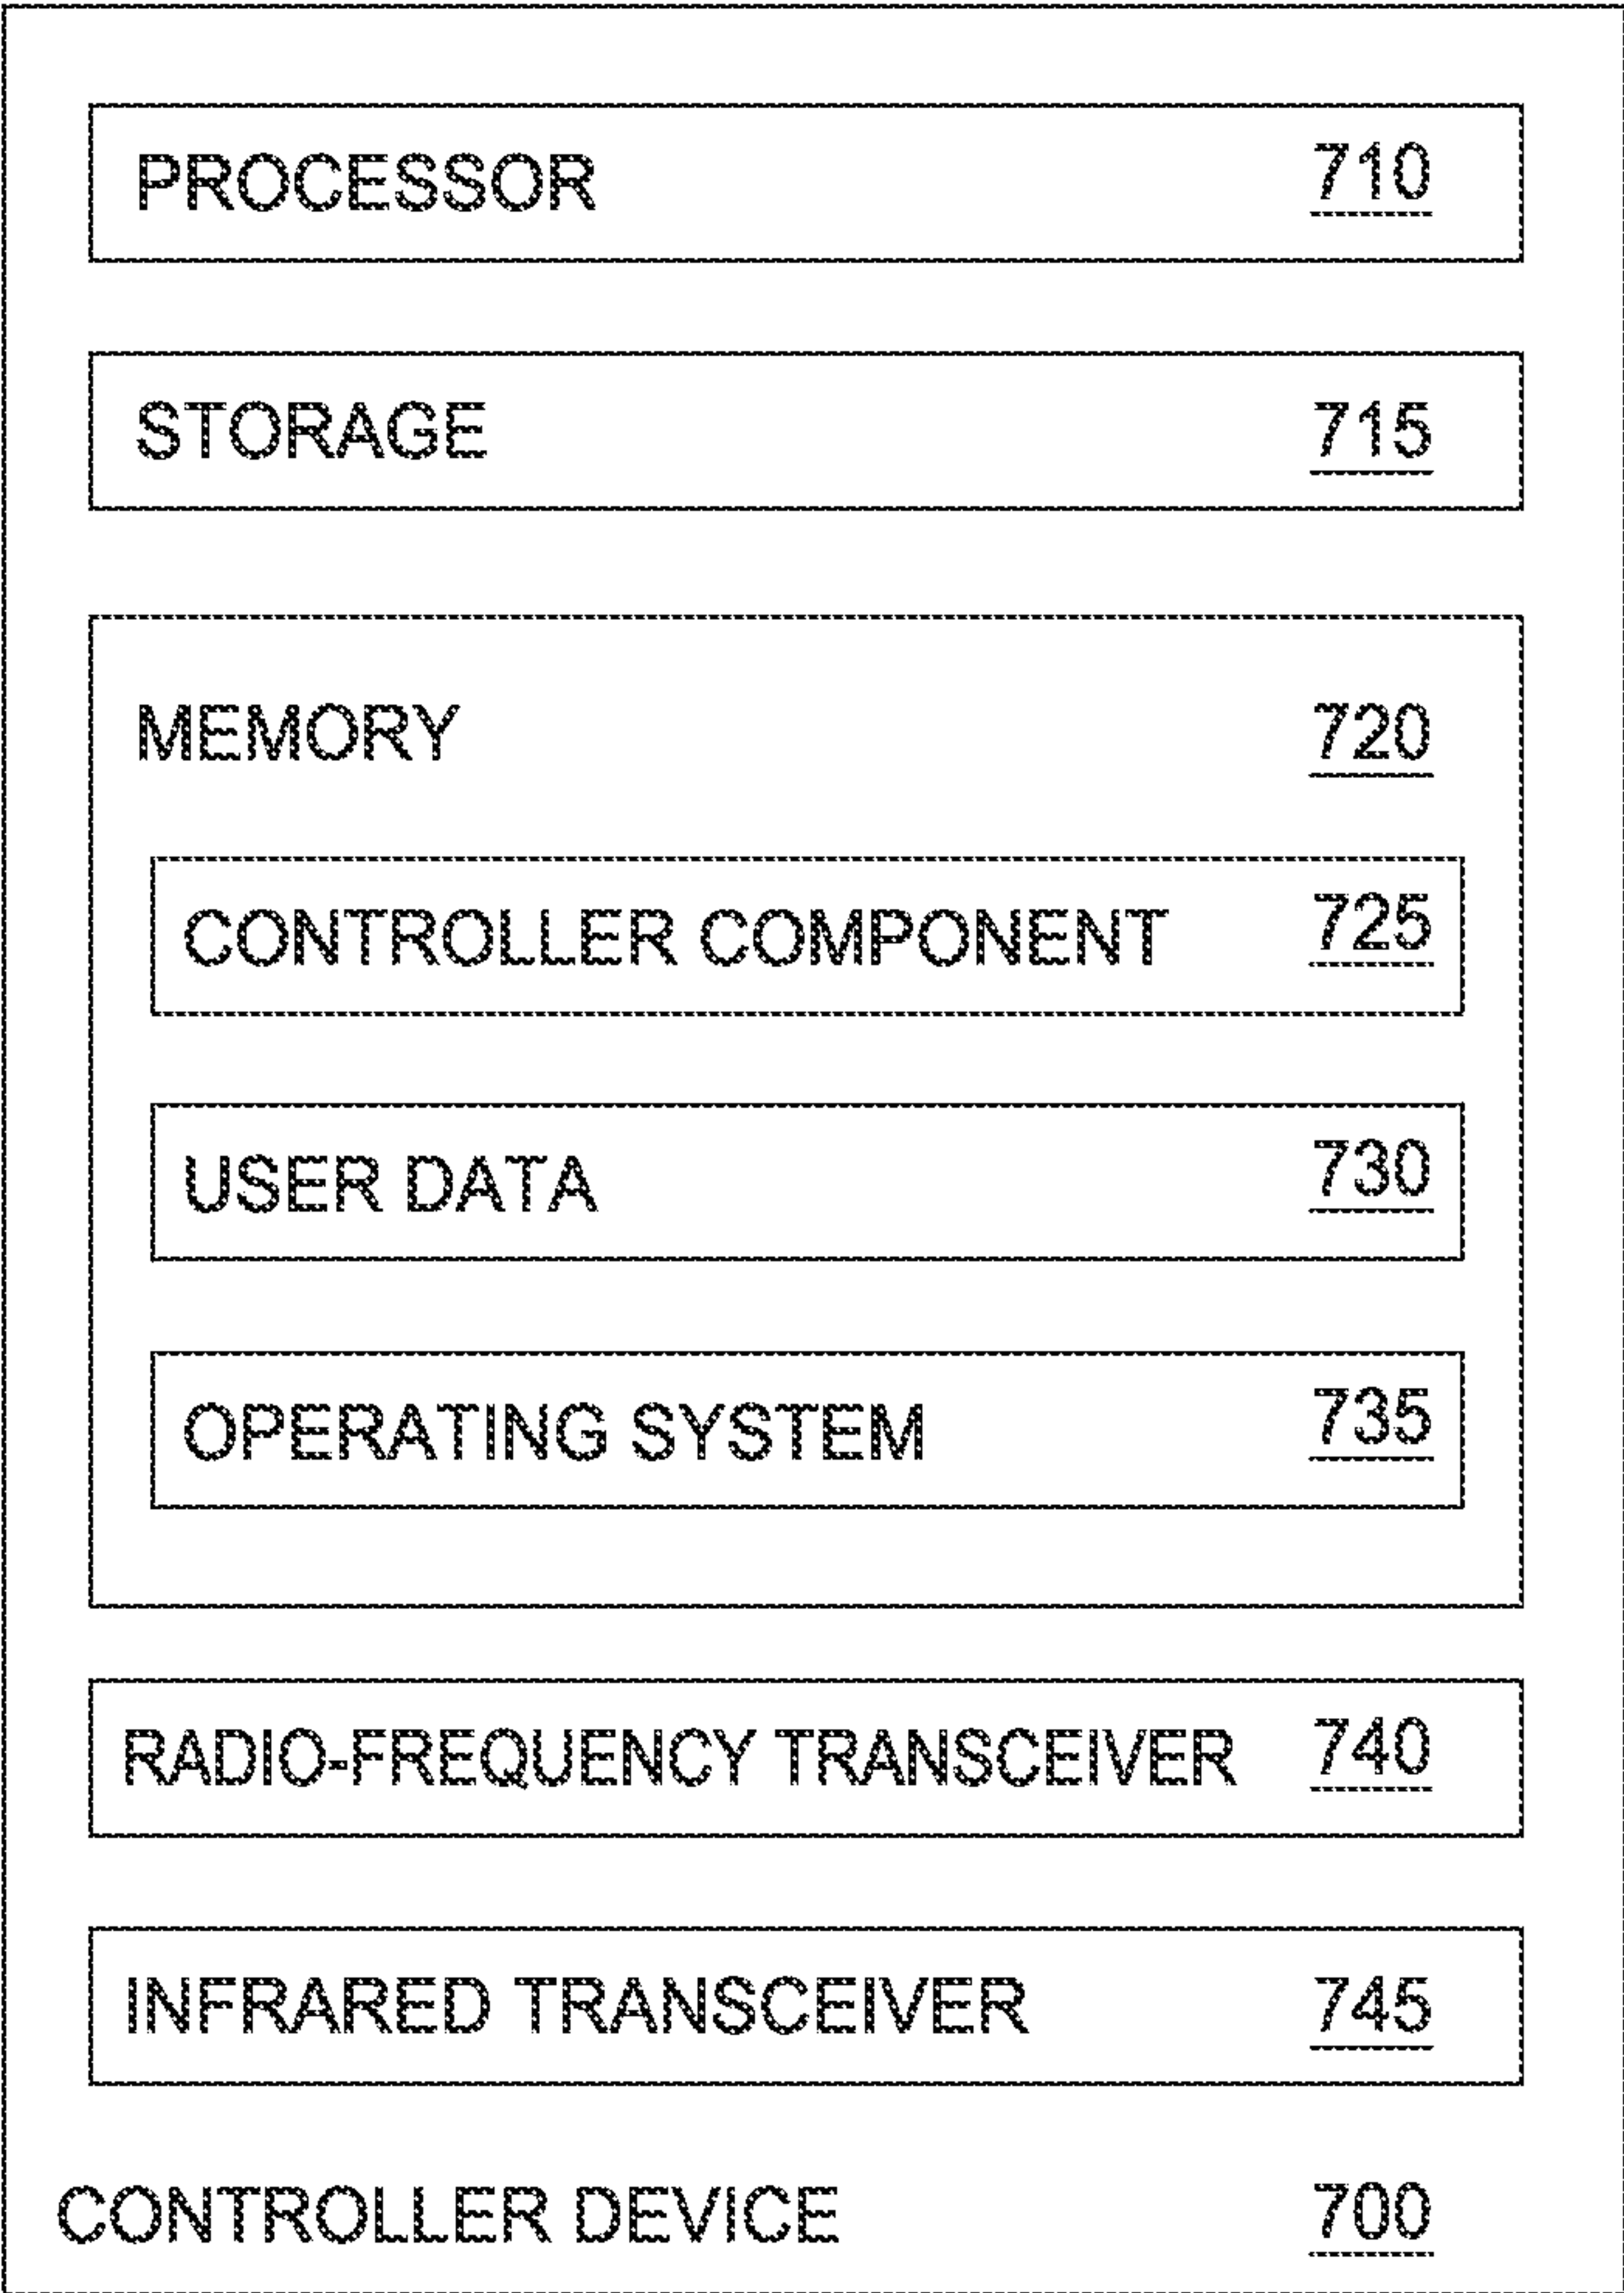 PROCESSOR 710
STORAGE 715
MEMORY 720
CONTROLLER COMPONENT 725
USER DATA 730
OPERATING SYSTEM 735
RADIO-FREQUENCY TRANSCEIVER 740
INFRARED TRANSCEIVER 745
CONTROLLER DEVICE 700